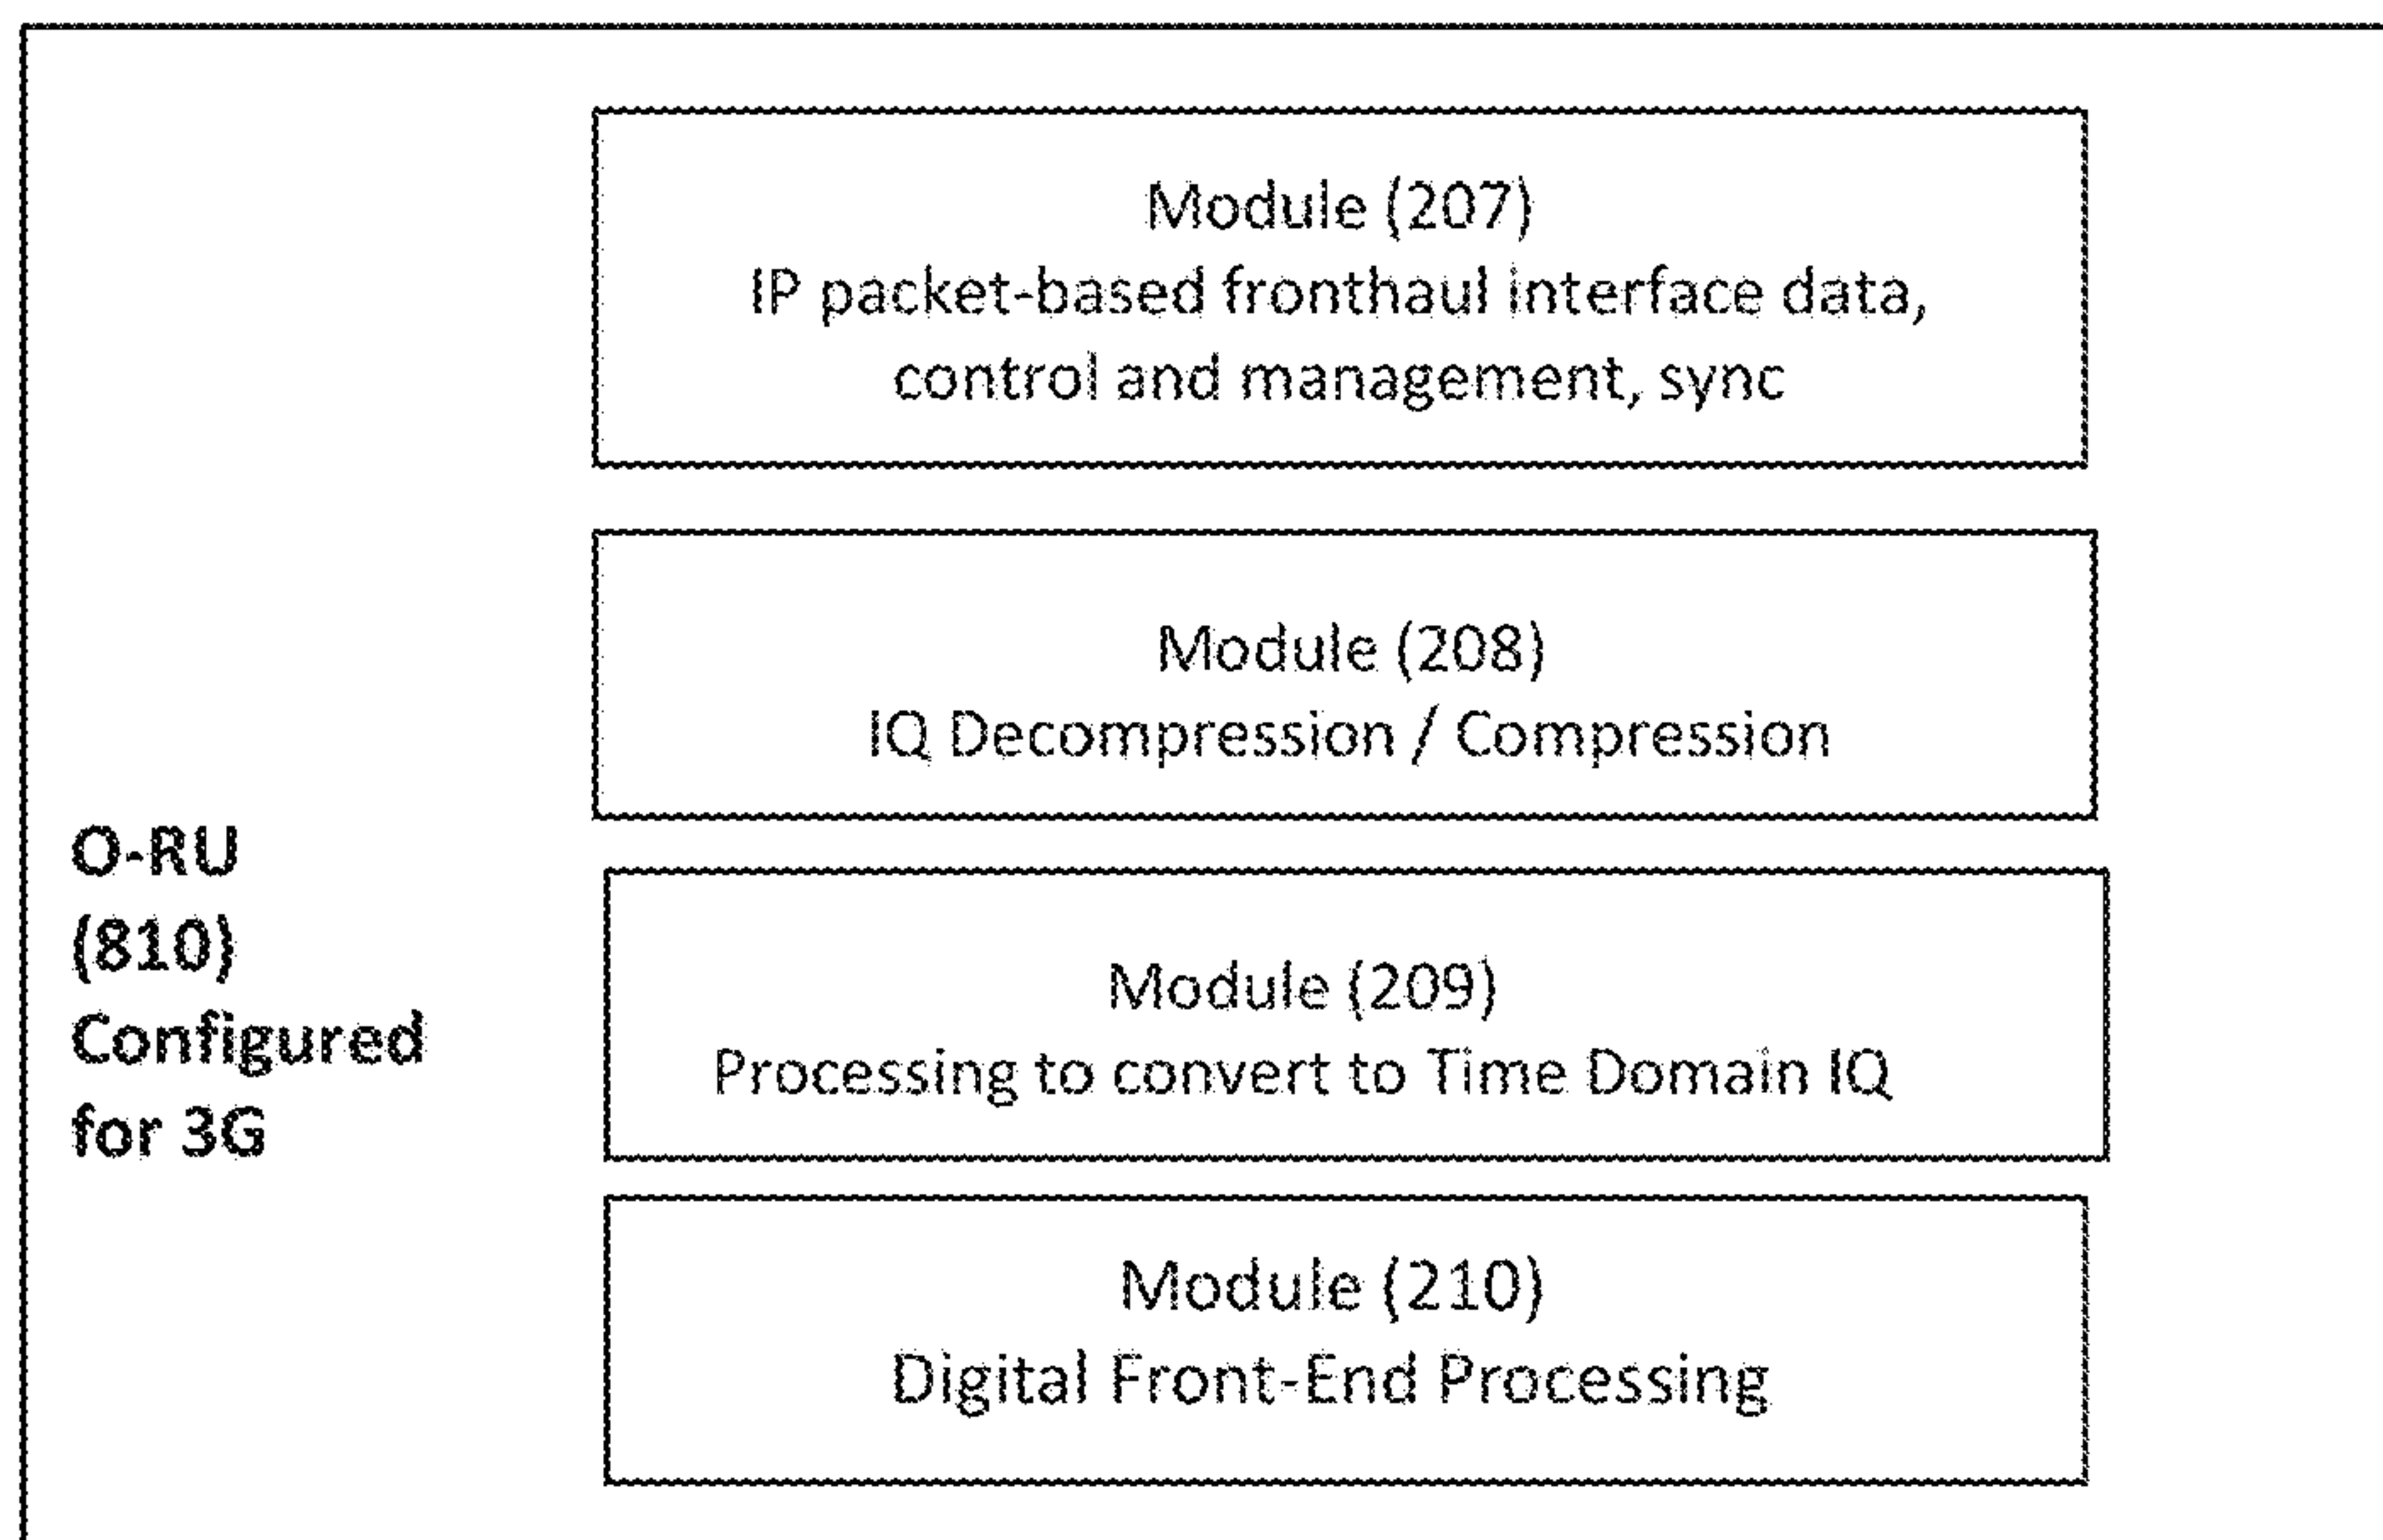 Module (207)
IP packet-based fronthaul interface data,
control and management, sync
Module (208)
IQ Decompression / Compression
O-RU
(810)
Configured
for 3G
Module (209)
Processing to convert to Time Domain IQ
Module (210)
Digital Front-End Processing